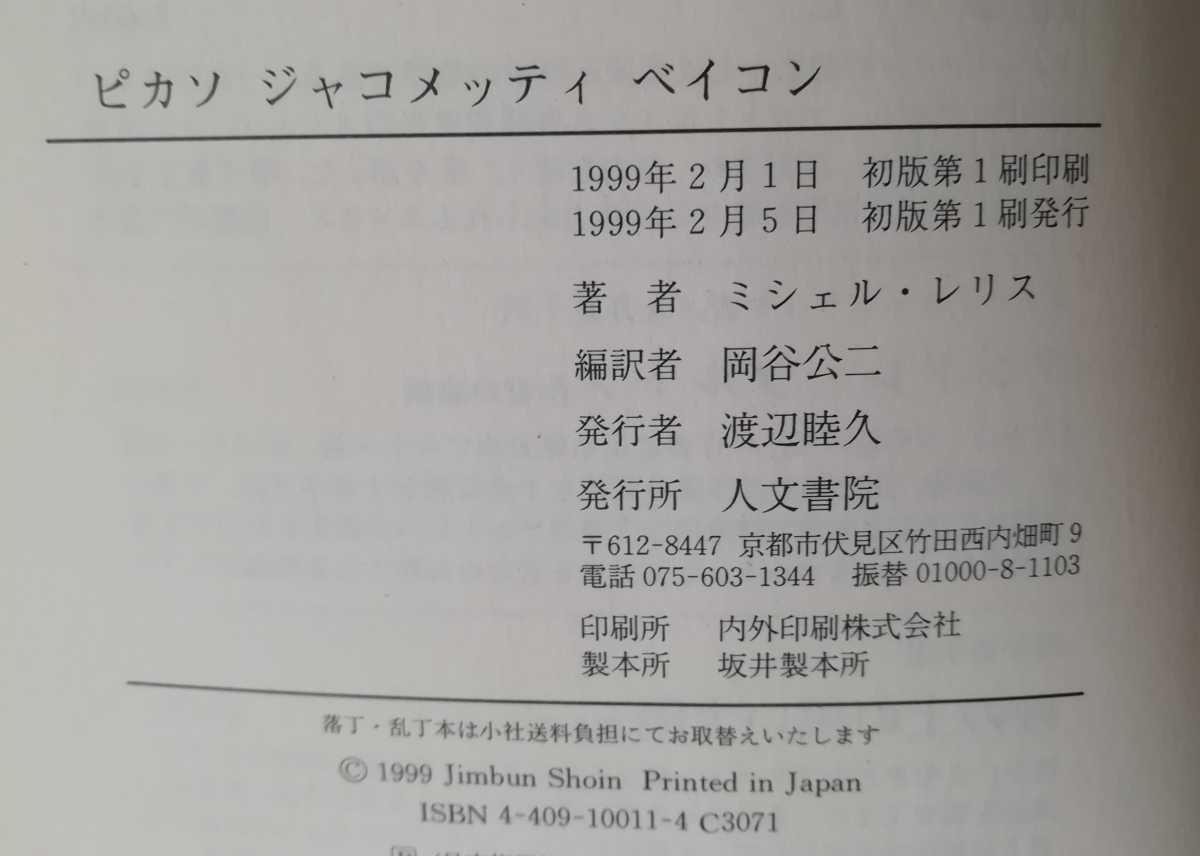 ピカソ ジャコメッティ ベイコン
1999年2月1日 初版第1刷印刷
1999年2月5日 初版第1刷発行
著 者 ミシェル・レリス
編訳者 岡谷公二
発行者 渡辺睦久
発行所 人文書院
〒612-8447 京都市伏見区竹田西内畑町9
電話 075-603-1344 振替 01000-8-1103
印刷所 内外印刷株式会社
製本所 坂井製本所
落丁・乱丁本は小社送料負担にてお取替えいたします
© 1999 Jimbun Shoin Printed in Japan
ISBN 4-409-10011-4 C3071